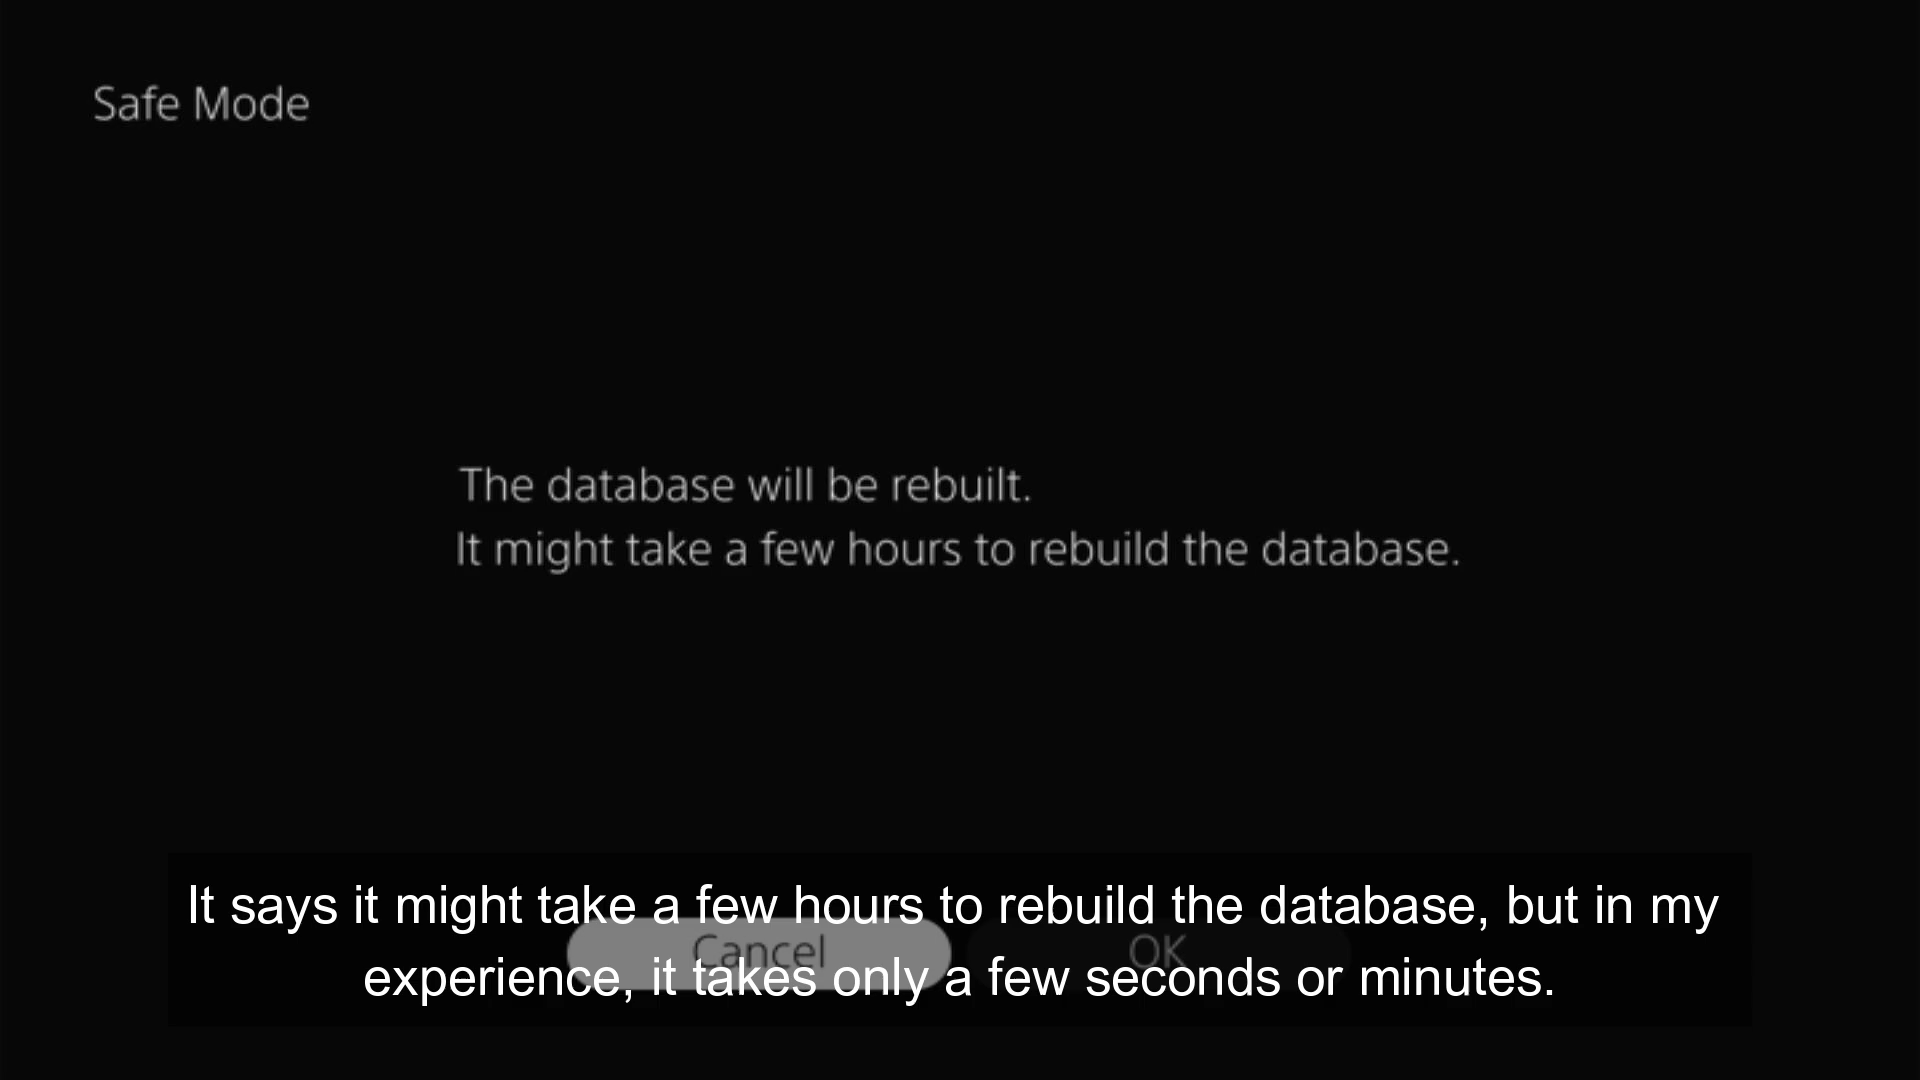 Safe Mode
The database will be rebuilt.
It might take a few hours to rebuild the database.
It says it might take a few hours to rebuild the database, but in my
Cancel
OK
experience, it takes only a few seconds or minutes.